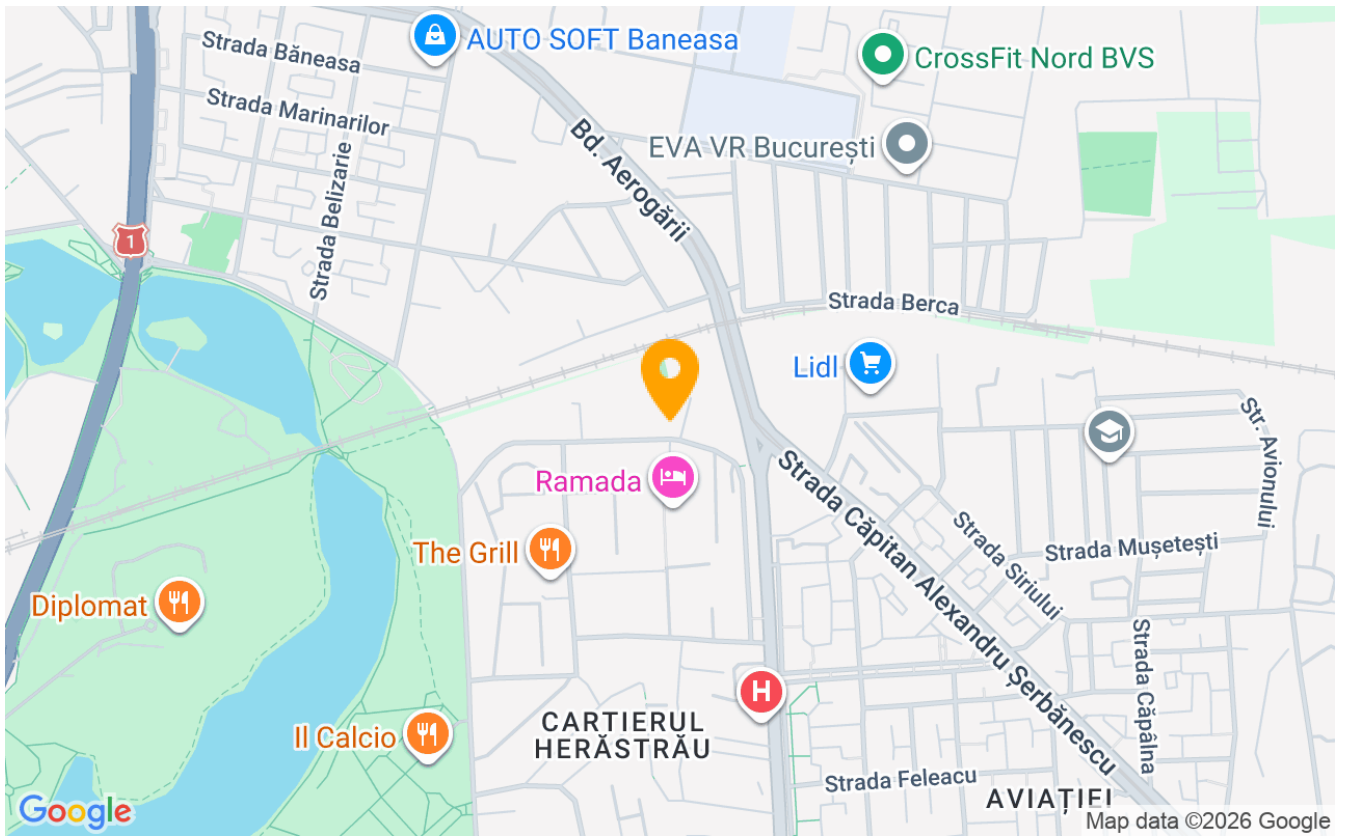 AUTO SOFT Baneasa
Strada Băneasa
CrossFit Nord BVS
Strada Marinarilor
Bd. Aerogării
EVA VR București
Strada Belizarie
1
Strada Berca
Lidl
Str. Avionului
Ramada
Strada Căpitan Alexandru Șerbănescu
The Grill
Strada Siriului
Strada Mușetești
Diplomat
Strada Căpâlna
H
CARTIERUL
HERĂSTRĂU
Il Calcio
Strada Feleacu
AVIAȚIEI
Google
Map data ©2026 Google